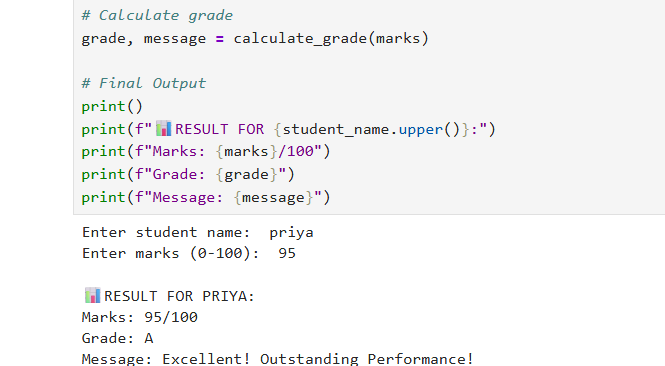 # Calculate grade
grade, message = calculate_grade(marks)
# Final Output
print()
print(f"📊RESULT FOR {student_name.upper()}:")
print(f"Marks: {marks}/100")
print(f"Grade: {grade}")
print(f"Message: {message}")
Enter student name:  priya
Enter marks (0-100):  95
📊RESULT FOR PRIYA:
Marks: 95/100
Grade: A
Message: Excellent! Outstanding Performance!